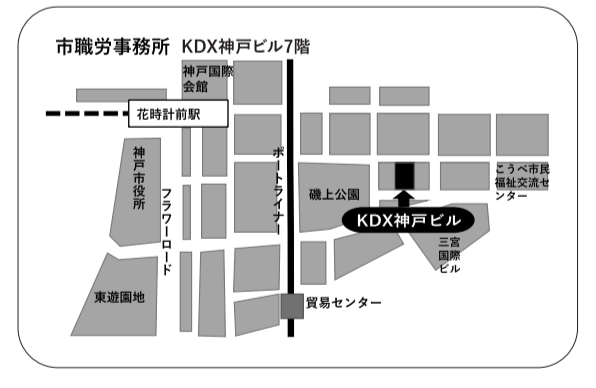 市職労事務所 KDX神戸ビル7階
神戸国際
会館
花時計前駅
神戸市役所
フラワーロード
ポートライナー
磯上公園
こうべ市民
福祉交流セ
ンター
KDX神戸ビル
三宮
国際
ビル
東遊園地
貿易センター